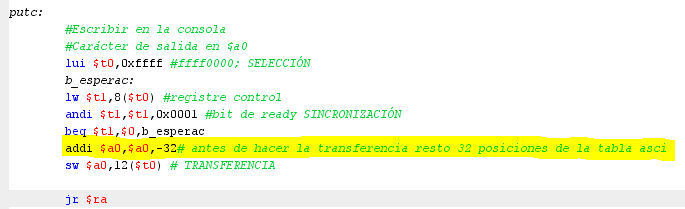 putc:
#Escribir en la consola
#Carácter de salida en $a0
lui $t0,0xffff #ffff0000; SELECCIÓN
b_esperac:
lw $t1,8($t0) #registre control
andi $t1,$t1,0x0001 #bit de ready SINCRONIZACIÓN
beq $t1,$0,b_esperac
addi $a0,$a0,-32# antes de hacer la transferencia resto 32 posiciones de la tabla asci
sw $a0,12($t0) # TRANSFERENCIA
jr $ra